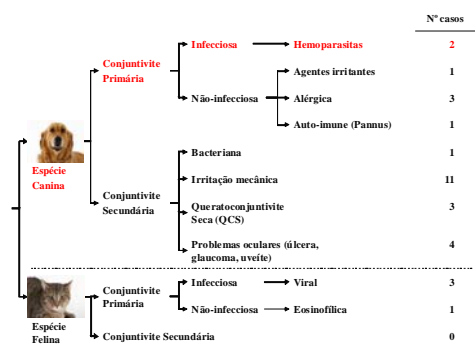 Nº casos
Infecciosa
Hemoparasitas
2
Conjuntivite
Primária
Agentes irritantes
1
Não-infecciosa
Alérgica
3
Auto-imune (Pannus)
1
Espécie
Canina
Bacteriana
1
Irritação mecânica
11
Conjuntivite
Secundária
Queratoconjuntivite
Seca (QCS)
3
Problemas oculares (úlcera,
glaucoma, uveíte)
4
Conjuntivite
Primária
Infecciosa
Viral
3
Não-infecciosa
Eosinofílica
1
Espécie
Felina
Conjuntivite Secundária
0